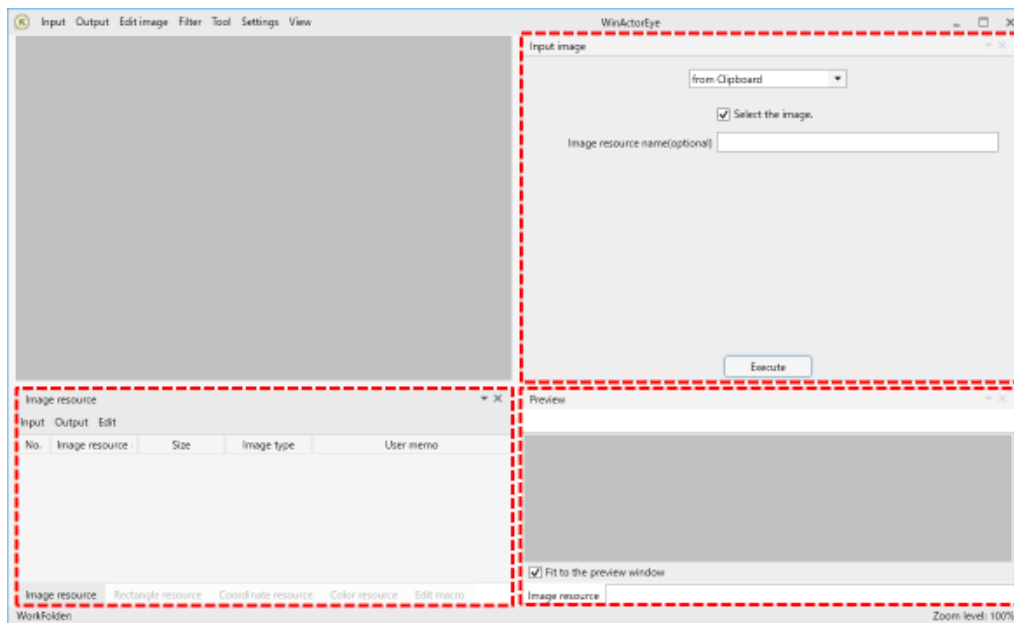 K Input Output Edit image Filter Tool Settings View WinActorEye
Input image
from Clipboard
Select the image.
Image resource name(optional)
Execute
Image resource
Input Output Edit
No. Image resource Size Image type User memo
Image resource Rectangle resource Coordinate resource Color resource Edit macro
Preview
Fit to the preview window
Image resource
WorkFolder: Zoom level: 100%